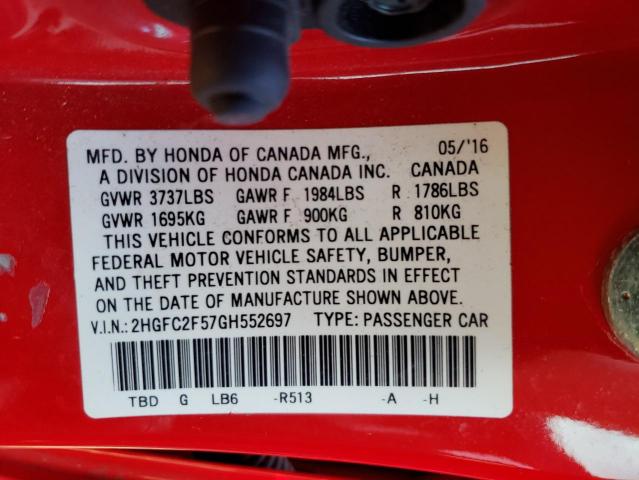 MFD. BY HONDA OF CANADA MFG., 05/'16
A DIVISION OF HONDA CANADA INC. CANADA
GVWR 3737LBS GAWR F 1984LBS R 1786LBS
GVWR 1695KG GAWR F 900KG R 810KG
THIS VEHICLE CONFORMS TO ALL APPLICABLE
FEDERAL MOTOR VEHICLE SAFETY, BUMPER,
AND THEFT PREVENTION STANDARDS IN EFFECT
ON THE DATE OF MANUFACTURE SHOWN ABOVE.
V.I.N.: 2HGFC2F57GH552697 TYPE: PASSENGER CAR
TBD G LB6 -R513 -A -H